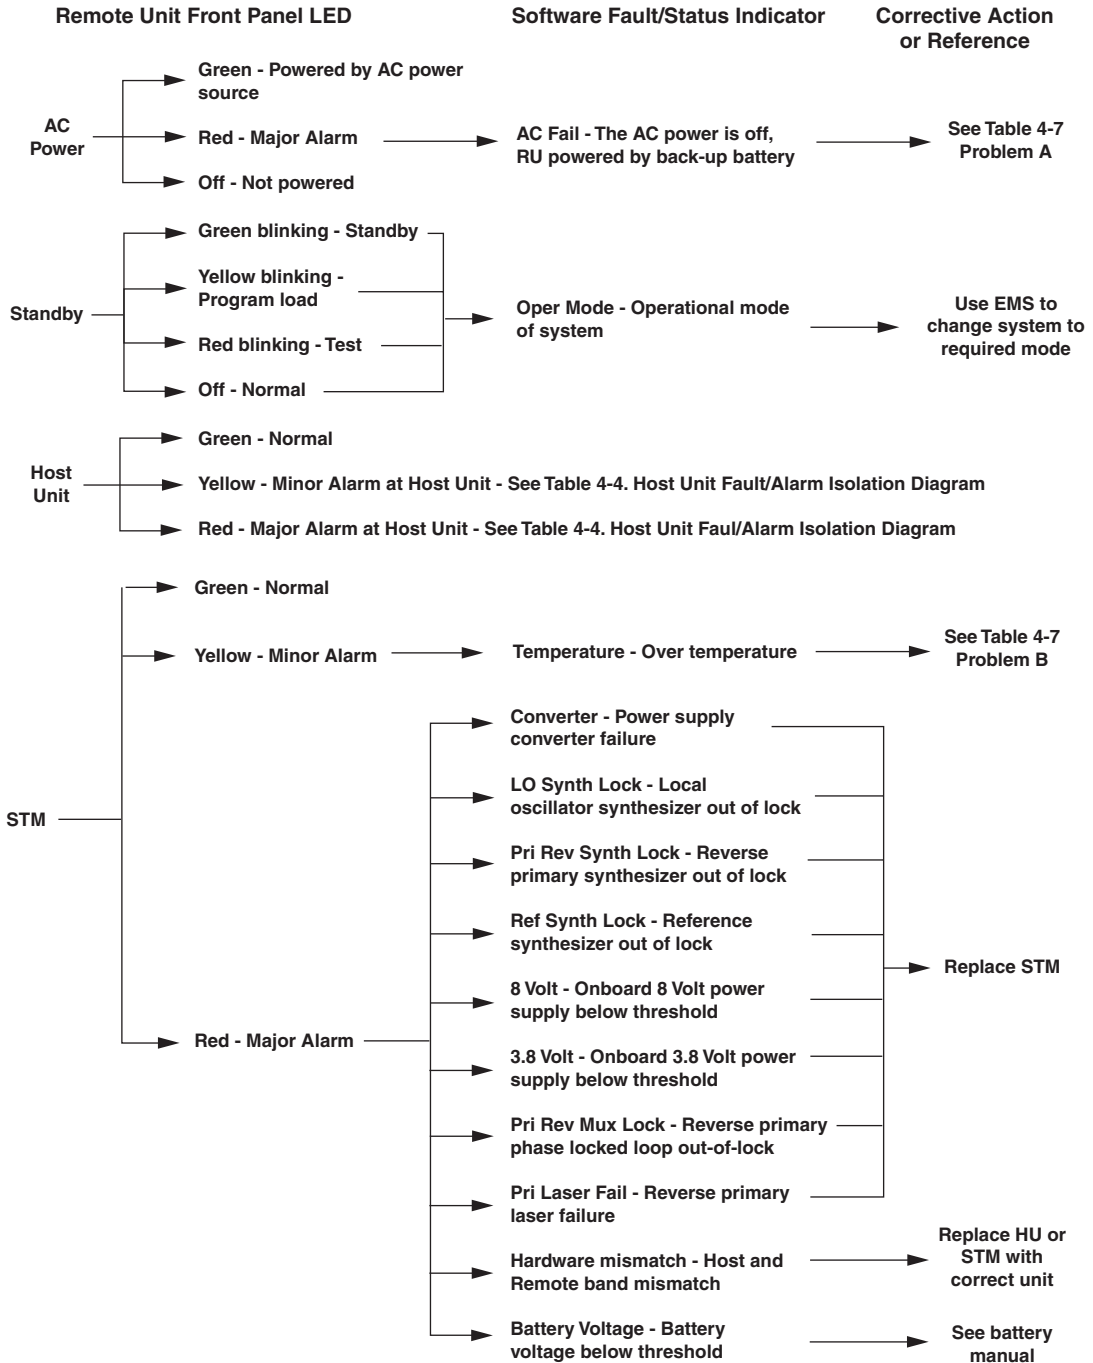 Remote Unit Front Panel LED
Software Fault/Status Indicator
Corrective Action
or Reference
AC
Power
Green - Powered by AC power
source
Red - Major Alarm
AC Fail - The AC power is off,
RU powered by back-up battery
See Table 4-7
Problem A
Off - Not powered
Standby
Green blinking - Standby
Yellow blinking -
Program load
Red blinking - Test
Off - Normal
Oper Mode - Operational mode
of system
Use EMS to
change system to
required mode
Host
Unit
Green - Normal
Yellow - Minor Alarm at Host Unit - See Table 4-4. Host Unit Fault/Alarm Isolation Diagram
Red - Major Alarm at Host Unit - See Table 4-4. Host Unit Faul/Alarm Isolation Diagram
STM
Green - Normal
Yellow - Minor Alarm
Temperature - Over temperature
See Table 4-7
Problem B
Red - Major Alarm
Converter - Power supply
converter failure
LO Synth Lock - Local
oscillator synthesizer out of lock
Pri Rev Synth Lock - Reverse
primary synthesizer out of lock
Ref Synth Lock - Reference
synthesizer out of lock
8 Volt - Onboard 8 Volt power
supply below threshold
3.8 Volt - Onboard 3.8 Volt power
supply below threshold
Pri Rev Mux Lock - Reverse primary
phase locked loop out-of-lock
Pri Laser Fail - Reverse primary
laser failure
Replace STM
Hardware mismatch - Host and
Remote band mismatch
Replace HU or
STM with
correct unit
Battery Voltage - Battery
voltage below threshold
See battery
manual